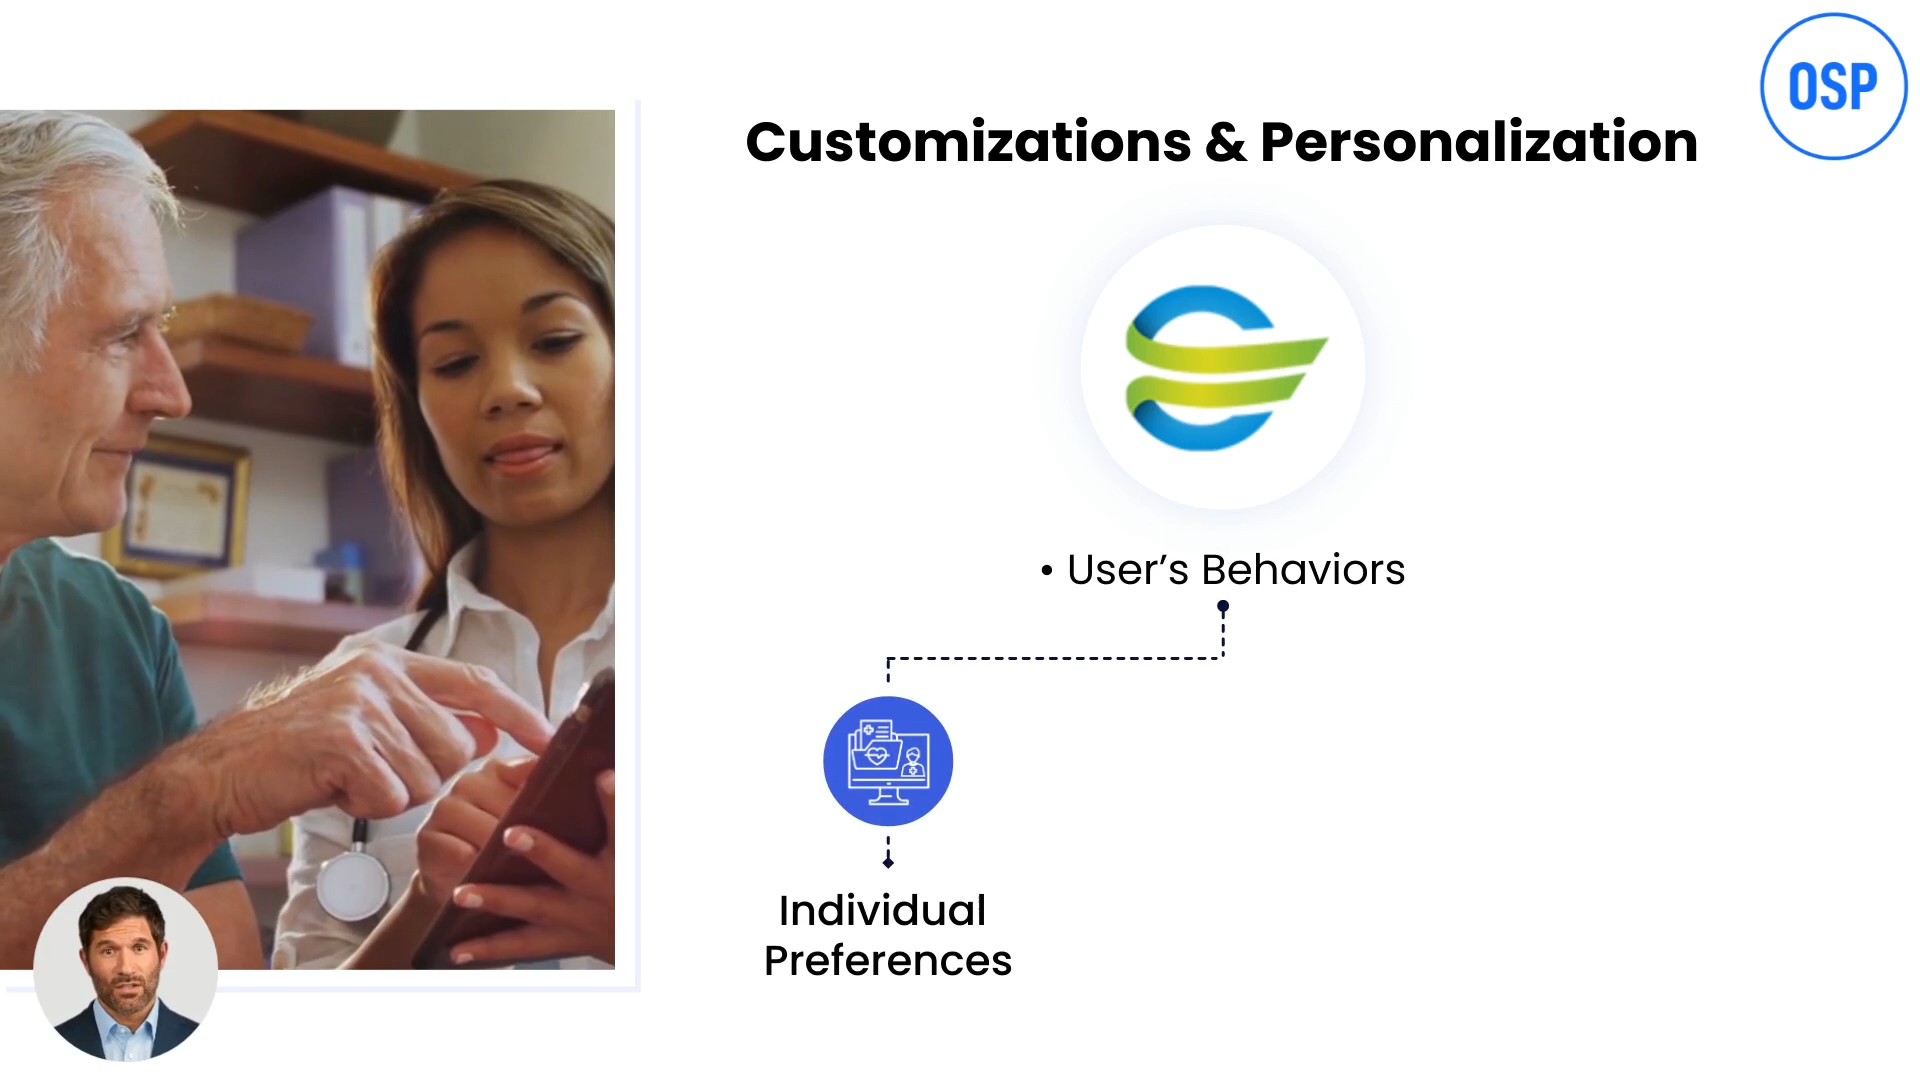 OSP
Customizations & Personalization
• User’s Behaviors
Individual
Preferences